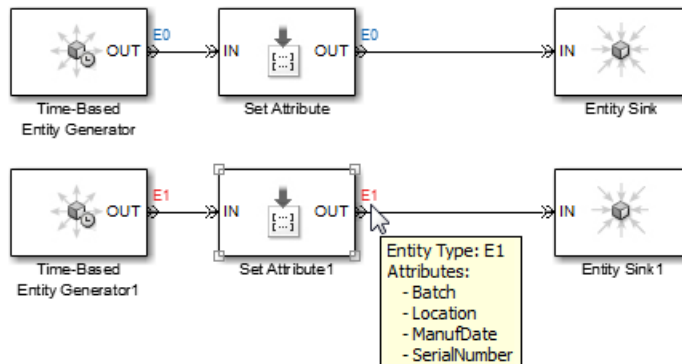 E0 E0
OUT IN OUT IN
Time-Based
Entity Generator
Set Attribute
Entity Sink
E1 E1
OUT IN OUT IN
Time-Based
Entity Generator1
Set Attribute1
Entity Sink1
Entity Type: E1
Attributes:
- Batch
- Location
- ManufDate
- SerialNumber